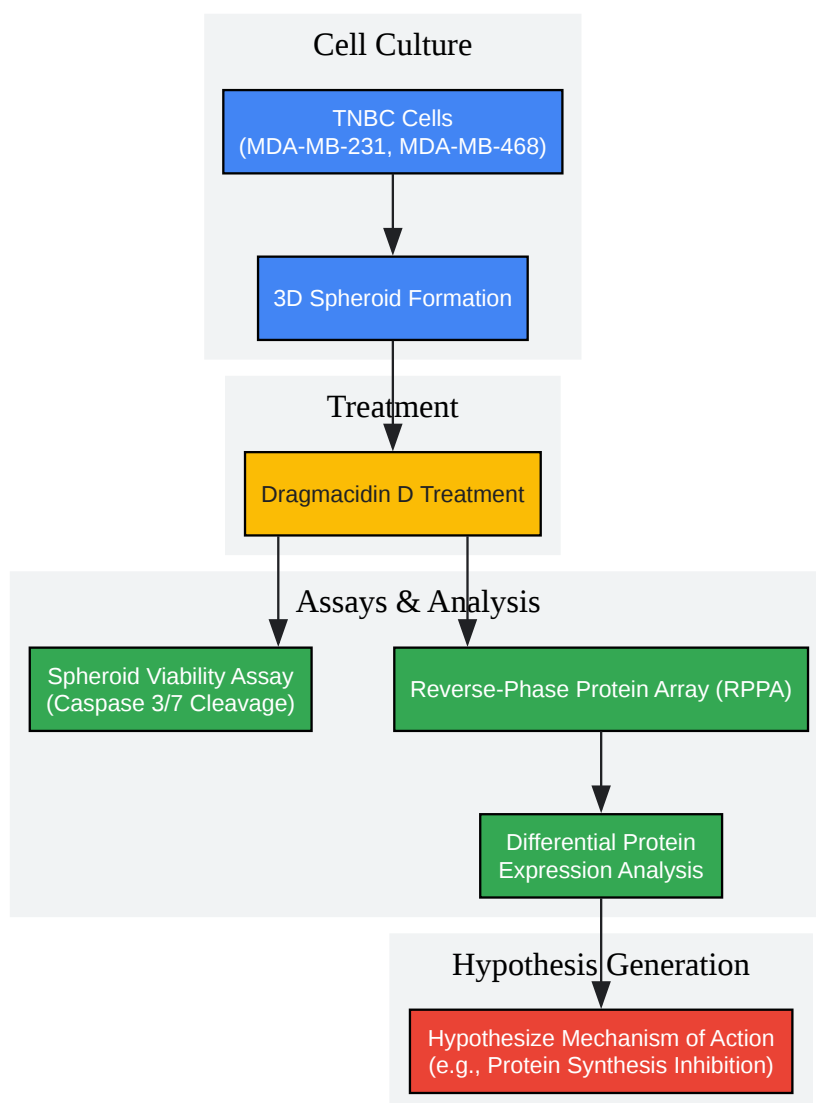 Cell Culture
TNBC Cells
(MDA-MB-231, MDA-MB-468)
3D Spheroid Formation
Treatment
Dragmacidin D Treatment
Assays & Analysis
Spheroid Viability Assay
(Caspase 3/7 Cleavage)
Reverse-Phase Protein Array (RPPA)
Differential Protein
Expression Analysis
Hypothesis Generation
Hypothesize Mechanism of Action
(e.g., Protein Synthesis Inhibition)